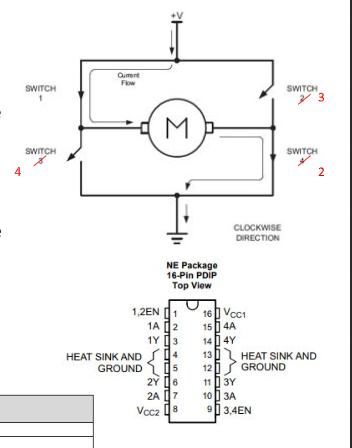 +V
Current
Flow
SWITCH
1
SWITCH
2 3
M
SWITCH
3
4
SWITCH
4
2
CLOCKWISE
DIRECTION
NE Package
16-Pin PDIP
Top View
1,2EN 1 16 VCC1
1A 2 15 4A
1Y 3 14 4Y
HEAT SINK AND
GROUND
4 13
5 12
HEAT SINK AND
GROUND
2Y 6 11 3Y
2A 7 10 3A
VCC2 8 9 3,4EN